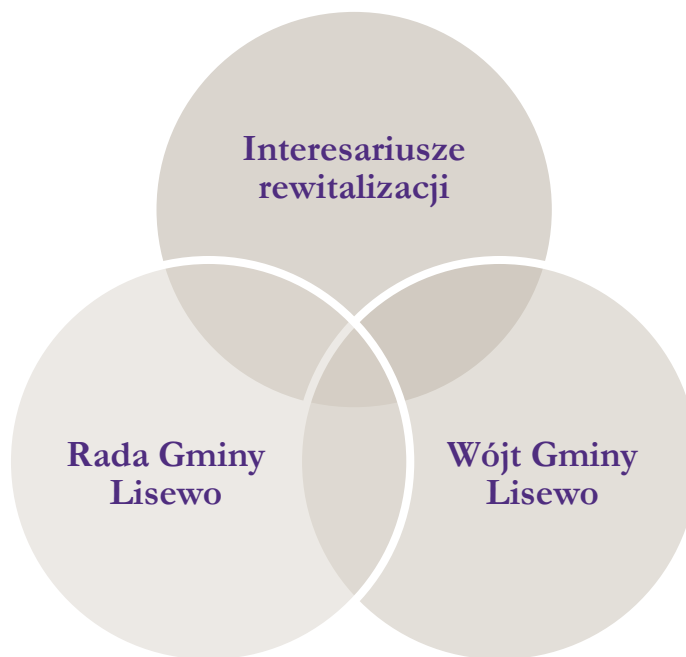 Interesariusze
rewitalizacji
Rada Gminy
Lisewo
Wójt Gminy
Lisewo